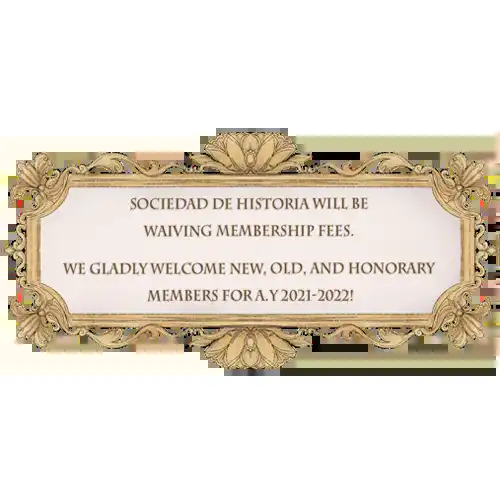 SOCIEDAD DE HISTORIA WILL BE
WAIVING MEMBERSHIP FEES.
WE GLADLY WELCOME NEW, OLD, AND HONORARY
MEMBERS FOR A.Y 2021-2022!